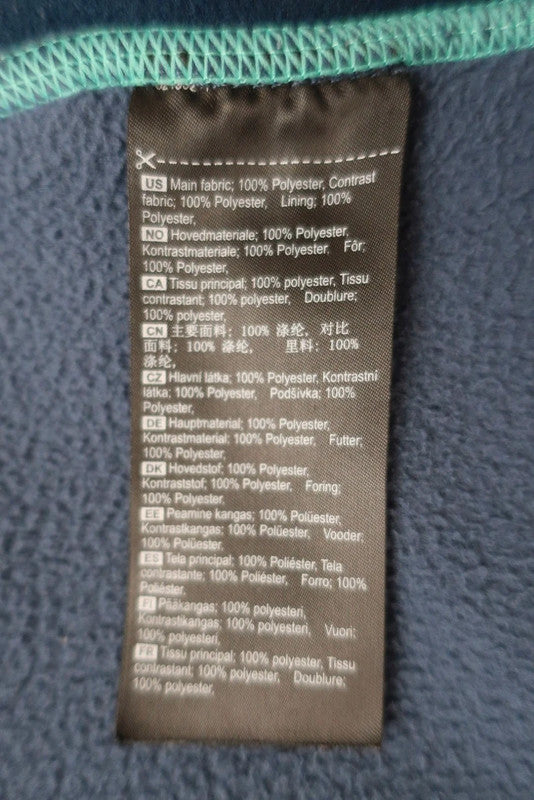 US Main fabric; 100% Polyester, Contrast
fabric; 100% Polyester, Lining; 100%
Polyester,
NO Hovedmateriale; 100% Polyester,
Kontrastmateriale: 100% Polyester. Fôr;
100% Polyester,
CA Tissu principal; 100% polyester, Tissu
contrastant; 100% polyester, Doublure;
100% polyester,
CN 主要面料: 100% 涤纶, 对比
面料: 100% 涤纶, 里料: 100%
涤纶,
CZ Hlavní látka; 100% Polyester, Kontrastní
látka; 100% Polyester, Podšívka; 100%
Polyester,
DE Hauptmaterial; 100% Polyester,
Kontrastmaterial; 100% Polyester, Futter;
100% Polyester,
DK Hovedstof; 100% Polyester,
Kontraststof; 100% Polyester, Foring;
100% Polyester.
EE Peamine kangas; 100% Polüester,
Kontrastkangas; 100% Polüester, Vooder;
100% Polüester,
ES Tela principal; 100% Poliéster, Tela
contrastante; 100% Poliéster, Forro; 100%
Poliéster,
FI Pääkangas; 100% polyesteri,
Kontrastikangas; 100% polyesteri, Vuori;
100% polyesteri,
FR Tissu principal; 100% polyester, Tissu
contrastant; 100% polyester, Doublure;
100% polyester,